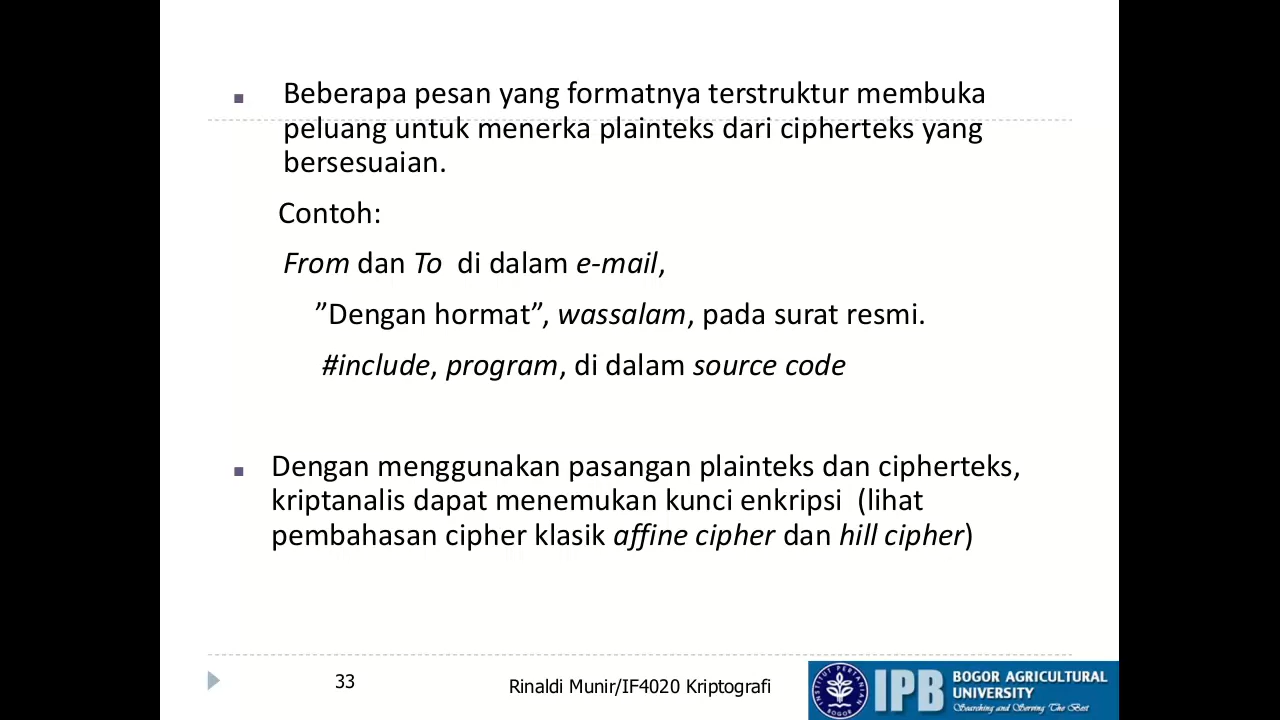 Beberapa pesan yang formatnya terstruktur membuka
peluang untuk menerka plainteks dari cipherteks yang
bersesuaian.
Contoh:
From dan To di dalam e-mail,
”Dengan hormat”, wassalam, pada surat resmi.
#include, program, di dalam source code
Dengan menggunakan pasangan plainteks dan cipherteks,
kriptanalis dapat menemukan kunci enkripsi (lihat
pembahasan cipher klasik affine cipher dan hill cipher)
33
Rinaldi Munir/IF4020 Kriptografi
INSTITUT PERTANIAN
BOGOR
IPB
BOGOR AGRICULTURAL
UNIVERSITY
Searching and Serving The Best